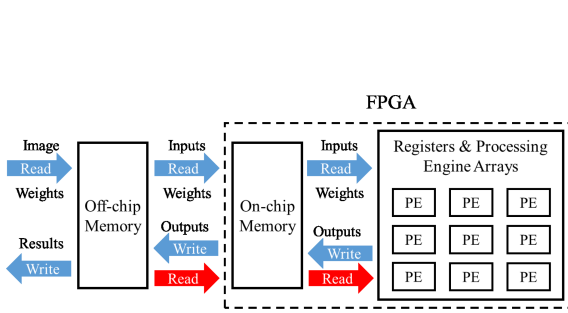 FPGA
Image
Read
Weights
Results
Write
Off-chip
Memory
Inputs
Read
Weights
Outputs
Write
Read
On-chip
Memory
Inputs
Read
Weights
Outputs
Write
Read
Registers & Processing
Engine Arrays
PE PE PE
PE PE PE
PE PE PE